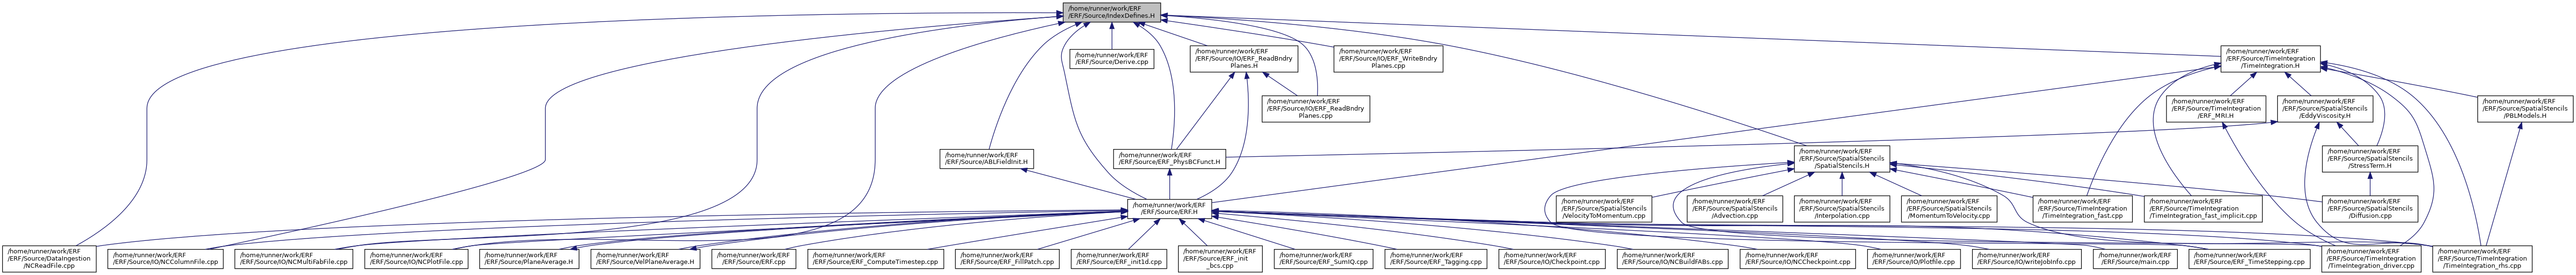 /home/runner/work/ERF
/ERF/Source/IndexDefines.H
/home/runner/work/ERF
/ERF/Source/Derive.cpp
/home/runner/work/ERF
/ERF/Source/IO/ERF_ReadBndry
Planes.H
/home/runner/work/ERF
/ERF/Source/IO/ERF_WriteBndry
Planes.cpp
/home/runner/work/ERF
/ERF/Source/TimeIntegration
/TimeIntegration.H
/home/runner/work/ERF
/ERF/Source/IO/ERF_ReadBndry
Planes.cpp
/home/runner/work/ERF
/ERF/Source/TimeIntegration
/ERF_MRI.H
/home/runner/work/ERF
/ERF/Source/SpatialStencils
/EddyViscosity.H
/home/runner/work/ERF
/ERF/Source/SpatialStencils
/PBLModels.H
/home/runner/work/ERF
/ERF/Source/ABLFieldInit.H
/home/runner/work/ERF
/ERF/Source/ERF_PhysBCFunct.H
/home/runner/work/ERF
/ERF/Source/SpatialStencils
/SpatialStencils.H
/home/runner/work/ERF
/ERF/Source/SpatialStencils
/StressTerm.H
/home/runner/work/ERF
/ERF/Source/ERF.H
/home/runner/work/ERF
/ERF/Source/SpatialStencils
/VelocityToMomentum.cpp
/home/runner/work/ERF
/ERF/Source/SpatialStencils
/Advection.cpp
/home/runner/work/ERF
/ERF/Source/SpatialStencils
/Interpolation.cpp
/home/runner/work/ERF
/ERF/Source/SpatialStencils
/MomentumToVelocity.cpp
/home/runner/work/ERF
/ERF/Source/TimeIntegration
/TimeIntegration_fast.cpp
/home/runner/work/ERF
/ERF/Source/TimeIntegration
/TimeIntegration_fast_implicit.cpp
/home/runner/work/ERF
/ERF/Source/SpatialStencils
/Diffusion.cpp
/home/runner/work/ERF
/ERF/Source/DataIngestion
/NCReadFile.cpp
/home/runner/work/ERF
/ERF/Source/IO/NCColumnFile.cpp
/home/runner/work/ERF
/ERF/Source/IO/NCMultiFabFile.cpp
/home/runner/work/ERF
/ERF/Source/IO/NCPlotFile.cpp
/home/runner/work/ERF
/ERF/Source/PlaneAverage.H
/home/runner/work/ERF
/ERF/Source/VelPlaneAverage.H
/home/runner/work/ERF
/ERF/Source/ERF.cpp
/home/runner/work/ERF
/ERF/Source/ERF_ComputeTimestep.cpp
/home/runner/work/ERF
/ERF/Source/ERF_FillPatch.cpp
/home/runner/work/ERF
/ERF/Source/ERF_init1d.cpp
/home/runner/work/ERF
/ERF/Source/ERF_init
_bcs.cpp
/home/runner/work/ERF
/ERF/Source/ERF_SumIQ.cpp
/home/runner/work/ERF
/ERF/Source/ERF_Tagging.cpp
/home/runner/work/ERF
/ERF/Source/IO/Checkpoint.cpp
/home/runner/work/ERF
/ERF/Source/IO/NCBuildFABs.cpp
/home/runner/work/ERF
/ERF/Source/IO/NCCheckpoint.cpp
/home/runner/work/ERF
/ERF/Source/IO/Plotfile.cpp
/home/runner/work/ERF
/ERF/Source/IO/writeJobInfo.cpp
/home/runner/work/ERF
/ERF/Source/main.cpp
/home/runner/work/ERF
/ERF/Source/ERF_TimeStepping.cpp
/home/runner/work/ERF
/ERF/Source/TimeIntegration
/TimeIntegration_driver.cpp
/home/runner/work/ERF
/ERF/Source/TimeIntegration
/TimeIntegration_rhs.cpp